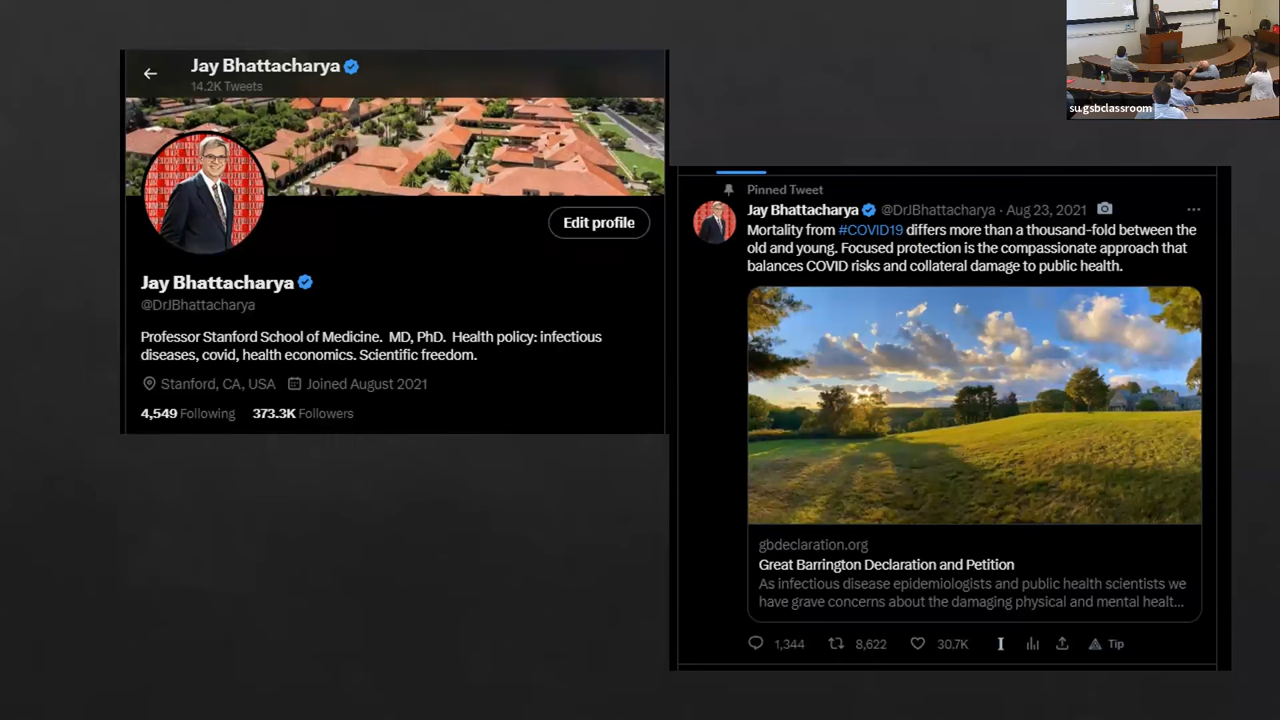 Jay Bhattacharya
14.2K Tweets
Edit profile
Jay Bhattacharya
@DrJBhattacharya
Professor Stanford School of Medicine. MD, PhD. Health policy: infectious
diseases, covid, health economics. Scientific freedom.
Stanford, CA, USA Joined August 2021
4,549 Following 373.3K Followers
su.gsbclassroom
Pinned Tweet
Jay Bhattacharya @DrJBhattacharya · Aug 23, 2021
Mortality from #COVID19 differs more than a thousand-fold between the
old and young. Focused protection is the compassionate approach that
balances COVID risks and collateral damage to public health.
gbdeclaration.org
Great Barrington Declaration and Petition
As infectious disease epidemiologists and public health scientists we
have grave concerns about the damaging physical and mental healt...
1,344 8,622 30.7K Tip